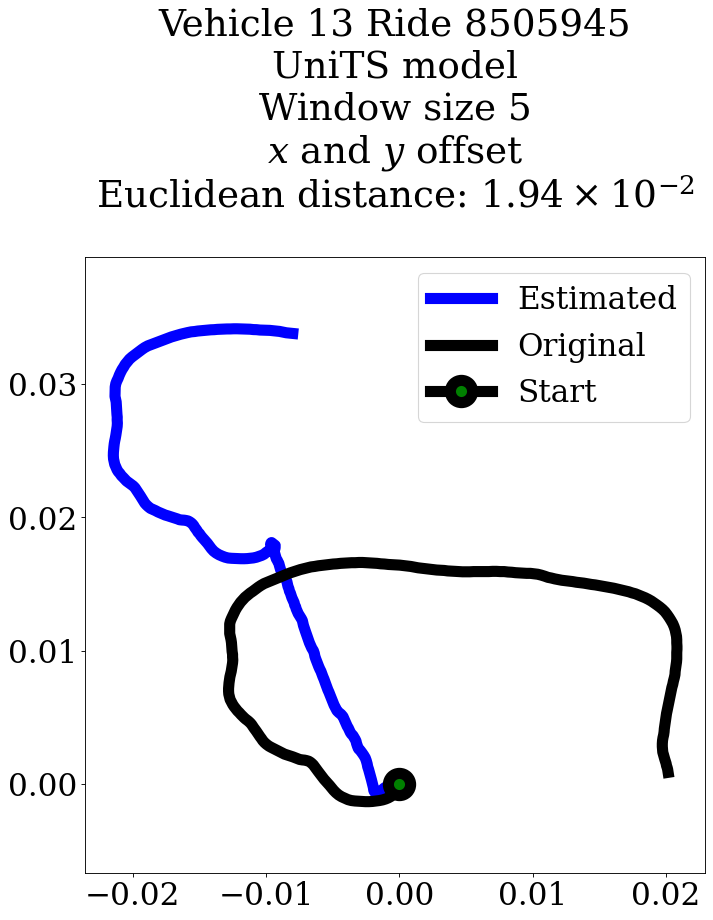 Vehicle 13 Ride 8505945
UniTS model
Window size 5
x and y offset
Euclidean distance: 1.94 × 10⁻²
Estimated
Original
Start
0.03
0.02
0.01
0.00
−0.02 −0.01 0.00 0.01 0.02